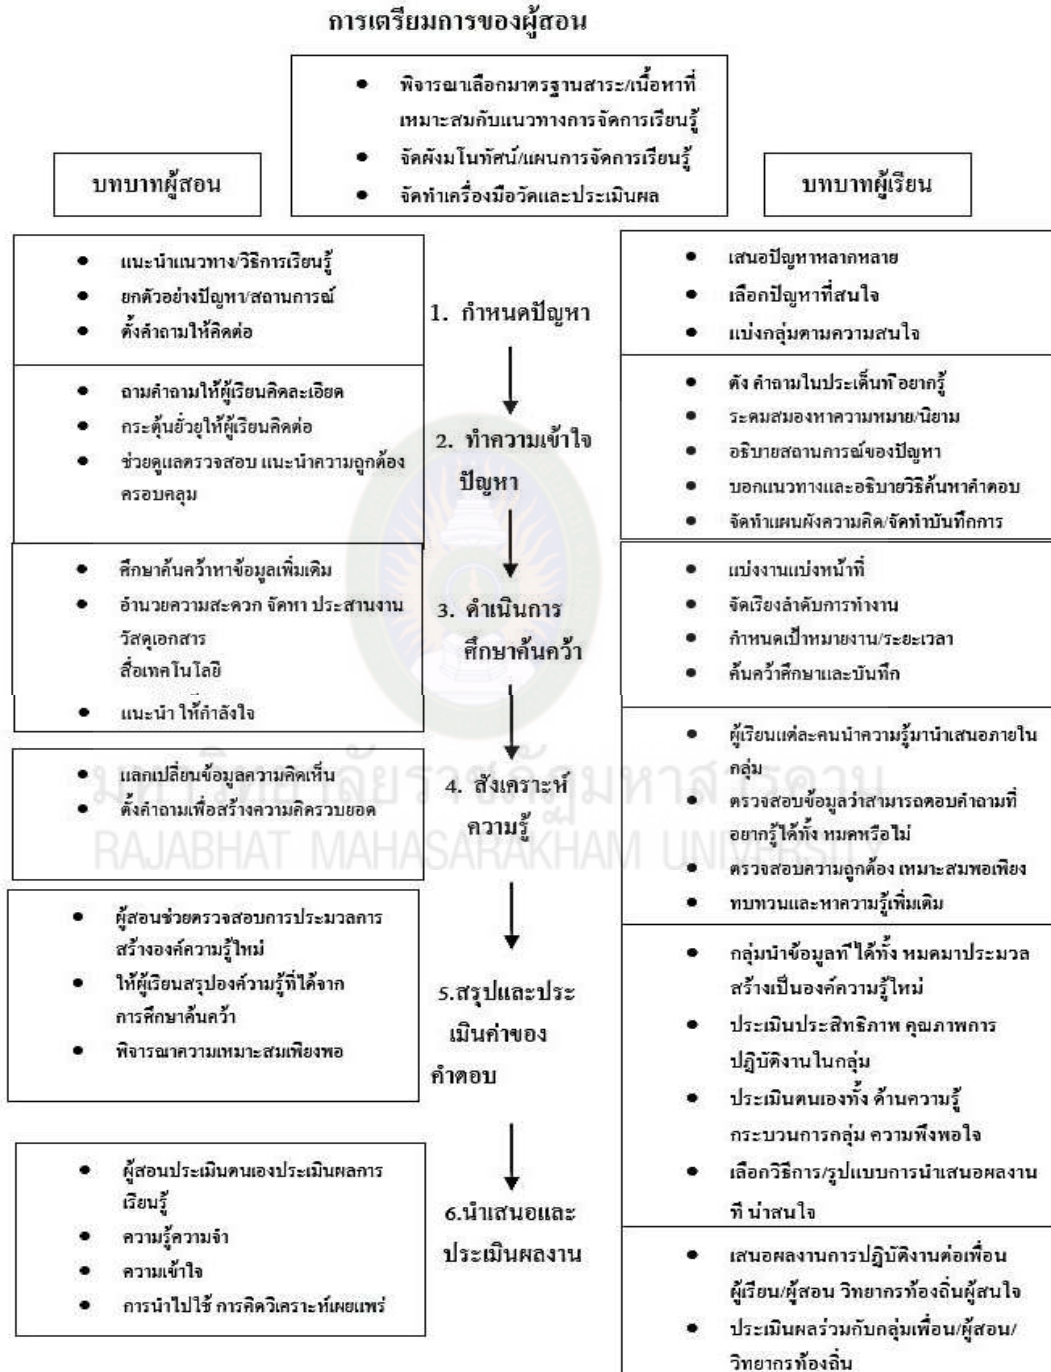 การเตรียมการของผู้สอน
● พิจารณาเลือกมาตรฐานสาระ/เนื้อหาที่
เหมาะสมกับแนวทางการจัดการเรียนรู้
● จัดผังมโนทัศน์/แผนการจัดการเรียนรู้
● จัดทำเครื่องมือวัดและประเมินผล
บทบาทผู้สอน
บทบาทผู้เรียน
● แนะนำแนวทาง/วิธีการเรียนรู้
● ยกตัวอย่างปัญหา/สถานการณ์
● ตั้งคำถามให้คิดต่อ
1. กำหนดปัญหา
● เสนอปัญหาหลากหลาย
● เลือกปัญหาที่สนใจ
● แบ่งกลุ่มตามความสนใจ
● ถามคำถามให้ผู้เรียนคิดละเอียด
● กระตุ้นยั่วยุให้ผู้เรียนคิดต่อ
● ช่วยดูแลตรวจสอบ แนะนำความถูกต้อง
ครอบคลุม
2. ทำความเข้าใจ
ปัญหา
● ตัง คำถามในประเด็นที อยากรู้
● ระดมสมองหาความหมาย/นิยาม
● อธิบายสถานการณ์ของปัญหา
● บอกแนวทางและอธิบายวิธีค้นหาคำตอบ
● จัดทำแผนผังความคิด/จัดทำบันทึกการ
● ศึกษาค้นคว้าหาข้อมูลเพิ่มเติม
● อำนวยความสะดวก จัดหา ประสานงาน
วัสดุเอกสาร
สื่อเทคโนโลยี
● แนะนำ ให้กำลังใจ
3. ดำเนินการ
ศึกษาค้นคว้า
● แบ่งงานแบ่งหน้าที่
● จัดเรียงลำดับการทำงาน
● กำหนดเป้าหมายงาน/ระยะเวลา
● ค้นคว้าศึกษาและบันทึก
● แลกเปลี่ยนข้อมูลความคิดเห็น
● ตั้งคำถามเพื่อสร้างความคิดรวบยอด
4. สังเคราะห์
ความรู้
● ผู้เรียนแต่ละคนนำความรู้มานำเสนอภายใน
กลุ่ม
● ตรวจสอบข้อมูลว่าสามารถตอบคำถามที่
อยากรู้ได้ทั้ง หมดหรือไม่
● ตรวจสอบความถูกต้อง เหมาะสมพอเพียง
● ทบทวนและหาความรู้เพิ่มเติม
มหาวิทยาลัยราชภัฏมหาสารคาม
RAJABHAT MAHASARAKHAM UNIVERSITY
● ผู้สอนช่วยตรวจสอบการประมวลการ
สร้างองค์ความรู้ใหม่
● ให้ผู้เรียนสรุปองค์ความรู้ที่ได้จาก
การศึกษาค้นคว้า
● พิจารณาความเหมาะสมเพียงพอ
5.สรุปและประ
เมินค่าของ
คำตอบ
● กลุ่มนำข้อมูลที ได้ทั้ง หมดมาประมวล
สร้างเป็นองค์ความรู้ใหม่
● ประเมินประสิทธิภาพ คุณภาพการ
ปฏิบัติงานในกลุ่ม
● ประเมินตนเองทั้ง ด้านความรู้
กระบวนการกลุ่ม ความพึงพอใจ
● เลือกวิธีการ/รูปแบบการนำเสนอผลงาน
ที น่าสนใจ
● ผู้สอนประเมินตนเองประเมินผลการ
เรียนรู้
● ความรู้ความจำ
● ความเข้าใจ
● การนำไปใช้ การคิดวิเคราะห์เผยแพร่
6.นำเสนอและ
ประเมินผลงาน
● เสนอผลงานการปฏิบัติงานต่อเพื่อน
ผู้เรียน/ผู้สอน วิทยากรท้องถิ่นผู้สนใจ
● ประเมินผลร่วมกับกลุ่มเพื่อน/ผู้สอน/
วิทยากรท้องถิ่น